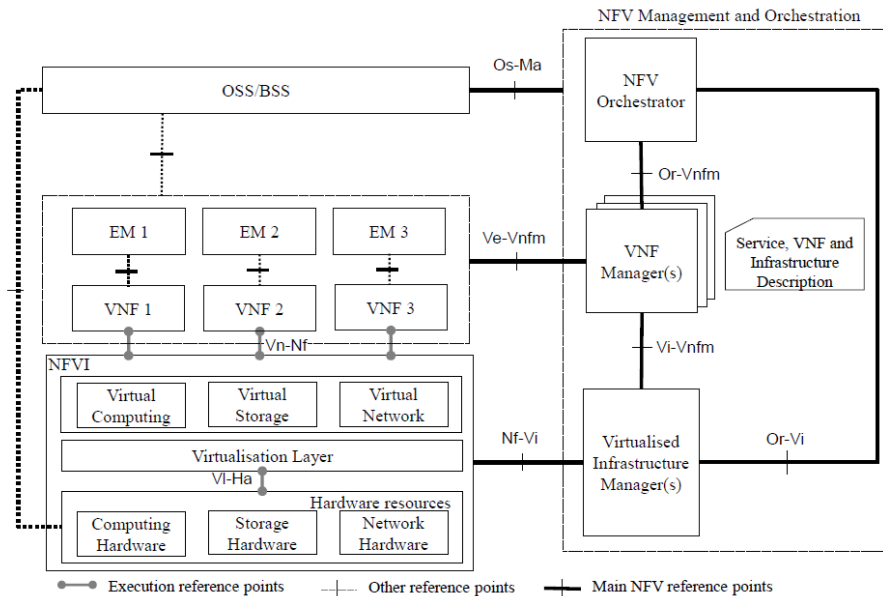 NFV Management and Orchestration
Os-Ma
OSS/BSS
NFV
Orchestrator
Or-Vnfm
EM 1
EM 2
EM 3
Ve-Vnfm
VNF
Manager(s)
Service, VNF and
Infrastructure
Description
VNF 1
VNF 2
VNF 3
Vn-Nf
Vi-Vnfm
NFVI
Virtual
Computing
Virtual
Storage
Virtual
Network
Nf-Vi
Virtualised
Infrastructure
Manager(s)
Or-Vi
Virtualisation Layer
Vl-Ha
Hardware resources
Computing
Hardware
Storage
Hardware
Network
Hardware
Execution reference points
Other reference points
Main NFV reference points